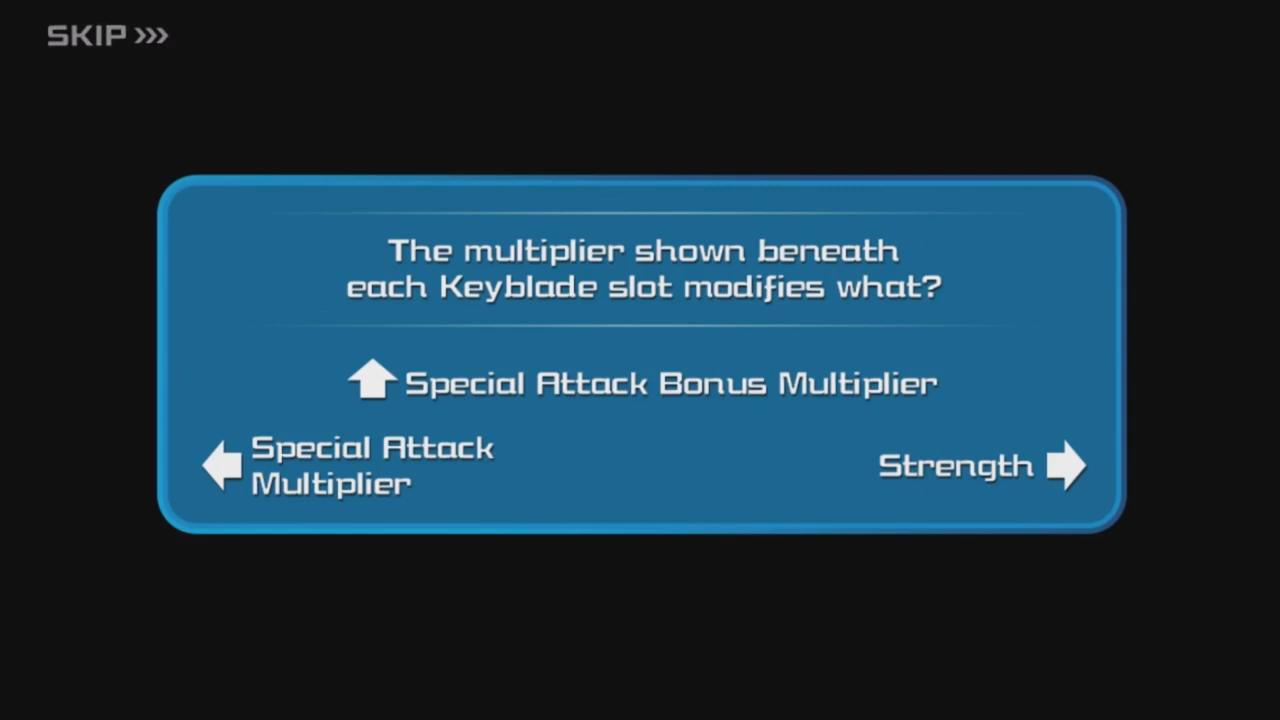 SKIP >>>
The multiplier shown beneath
each Keyblade slot modifies what?
Special Attack Bonus Multiplier
Special Attack
Multiplier
Strength